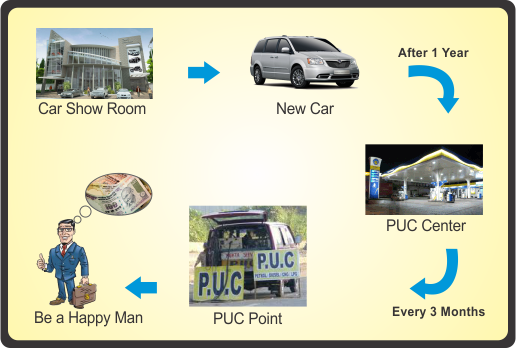 Car Show Room
New Car
After 1 Year
PUC Center
Every 3 Months
P.U.C
P.U.C
PUC Point
Be a Happy Man